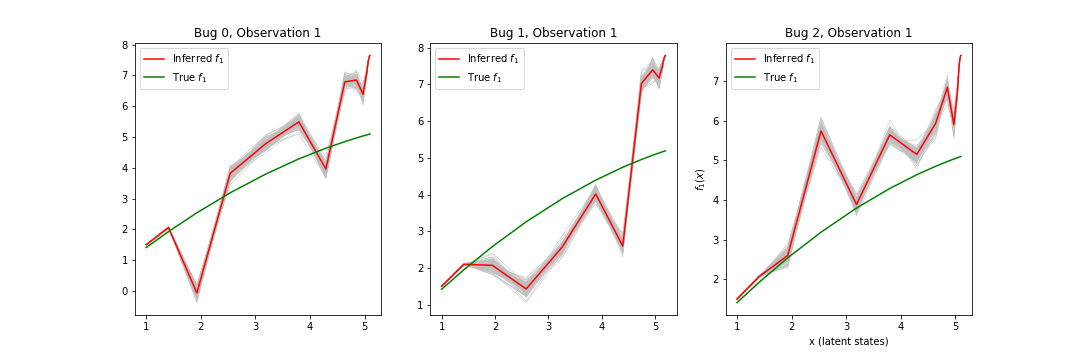 Bug 0, Observation 1
Inferred f₁
True f₁
8
7
6
5
4
3
2
1
0
1 2 3 4 5
Bug 1, Observation 1
Inferred f₁
True f₁
8
7
6
5
4
3
2
1
1 2 3 4 5
Bug 2, Observation 1
Inferred f₁
True f₁
f₁(x)
7
6
5
4
3
2
1 2 3 4 5
x (latent states)